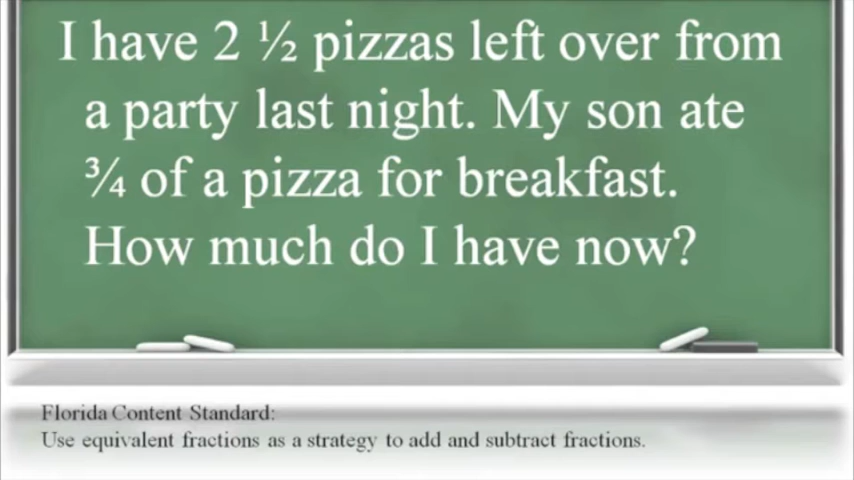 I have 2 ½ pizzas left over from
a party last night. My son ate
¾ of a pizza for breakfast.
How much do I have now?
Florida Content Standard:
Use equivalent fractions as a strategy to add and subtract fractions.